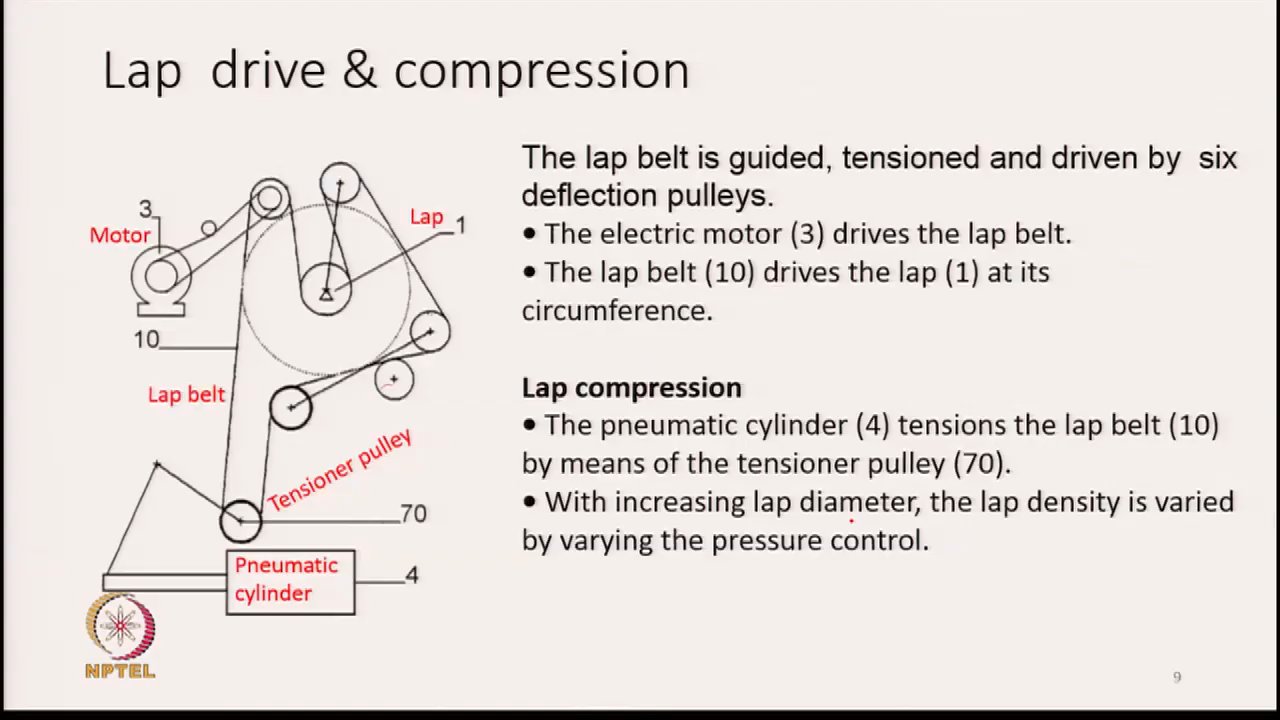 Lap drive & compression
The lap belt is guided, tensioned and driven by six
deflection pulleys.
• The electric motor (3) drives the lap belt.
• The lap belt (10) drives the lap (1) at its
circumference.
Lap compression
• The pneumatic cylinder (4) tensions the lap belt (10)
by means of the tensioner pulley (70).
• With increasing lap diameter, the lap density is varied
by varying the pressure control.
3
Motor
Lap
1
10
Lap belt
Tensioner pulley
70
Pneumatic
cylinder
4
NPTEL
9